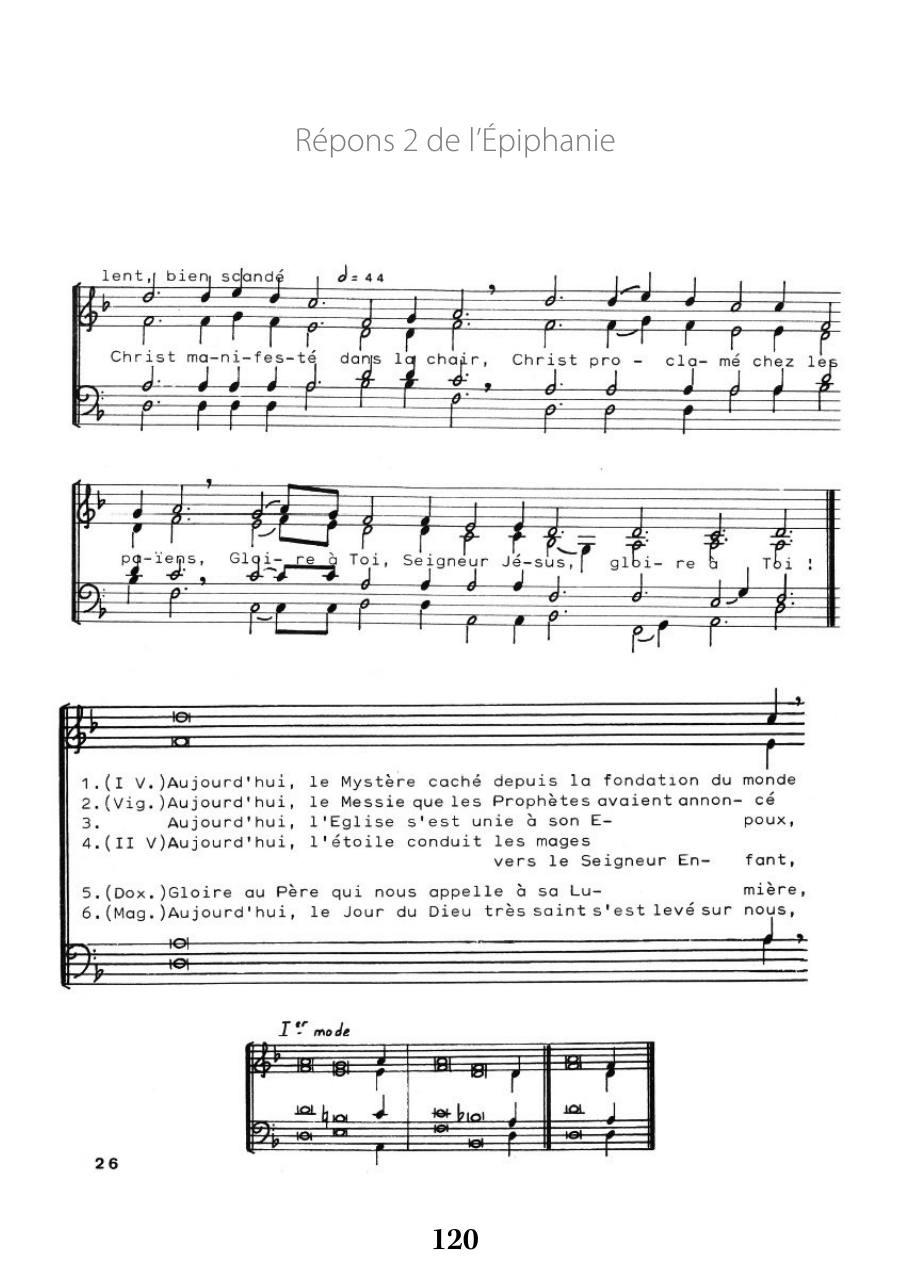 Répons 2 de l’Épiphanie
lent, bien scandé 𝅗𝅥 = 44
Christ ma-ni-fes-té dans la chair, Christ pro - cla- mé chez les
pa-ïens, Gloi- re à Toi, Seigneur Jé-sus, gloi- re à Toi !
1.(I V.)Aujourd'hui, le Mystère caché depuis la fondation du monde
2.(Vig.)Aujourd'hui, le Messie que les Prophètes avaient annon- cé
3. Aujourd'hui, l'Eglise s'est unie à son E- poux,
4.(II V)Aujourd'hui, l'étoile conduit les mages
vers le Seigneur En- fant,
5.(Dox.)Gloire au Père qui nous appelle à sa Lu- mière,
6.(Mag.)Aujourd'hui, le Jour du Dieu très saint s'est levé sur nous,
Ier mode
26
120